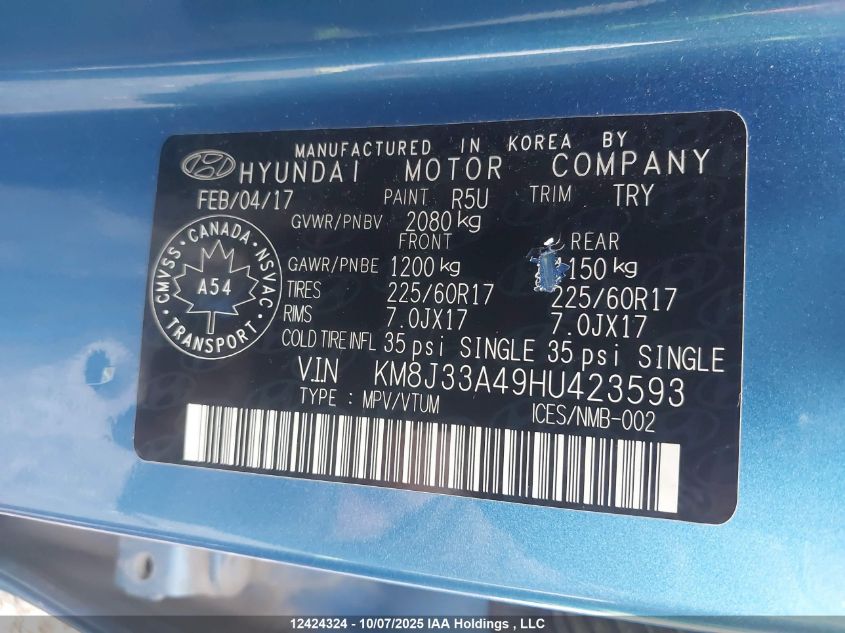 MANUFACTURED IN KOREA BY
HYUNDAI MOTOR COMPANY
FEB/04/17 PAINT R5U TRIM TRY
GVWR/PNBV 2080 kg
FRONT REAR
GAWR/PNBE 1200 kg 150 kg
TIRES 225/60R17 225/60R17
RIMS 7.0JX17 7.0JX17
COLD TIRE INFL 35 psi SINGLE 35 psi SINGLE
VIN KM8J33A49HU423593
TYPE : MPV/VTUM ICES/NMB-002
CMVSS • CANADA • NSVAC • TRANSPORT •
A54
12424324 - 10/07/2025 IAA Holdings , LLC